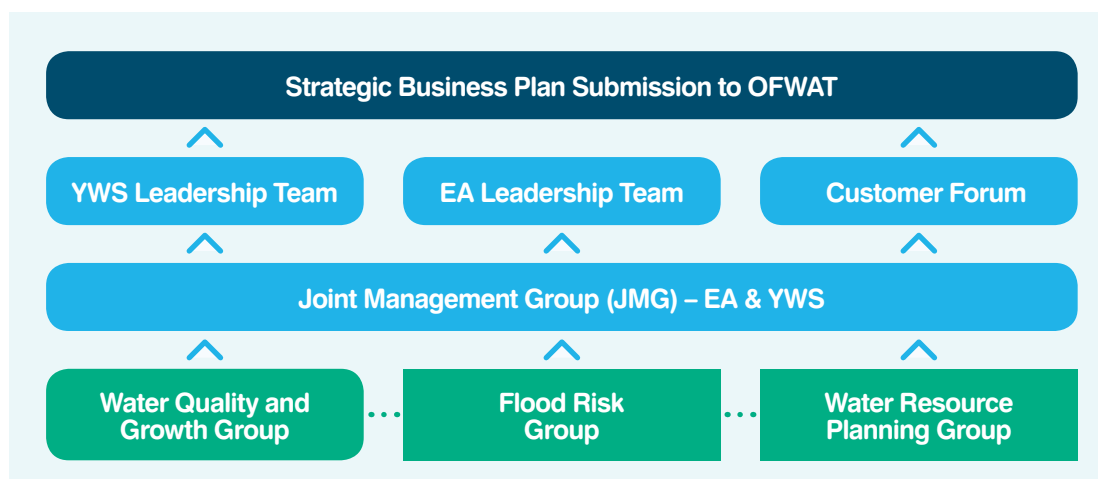 Strategic Business Plan Submission to OFWAT
YWS Leadership Team
EA Leadership Team
Customer Forum
Joint Management Group (JMG) – EA & YWS
Water Quality and
Growth Group
Flood Risk
Group
Water Resource
Planning Group